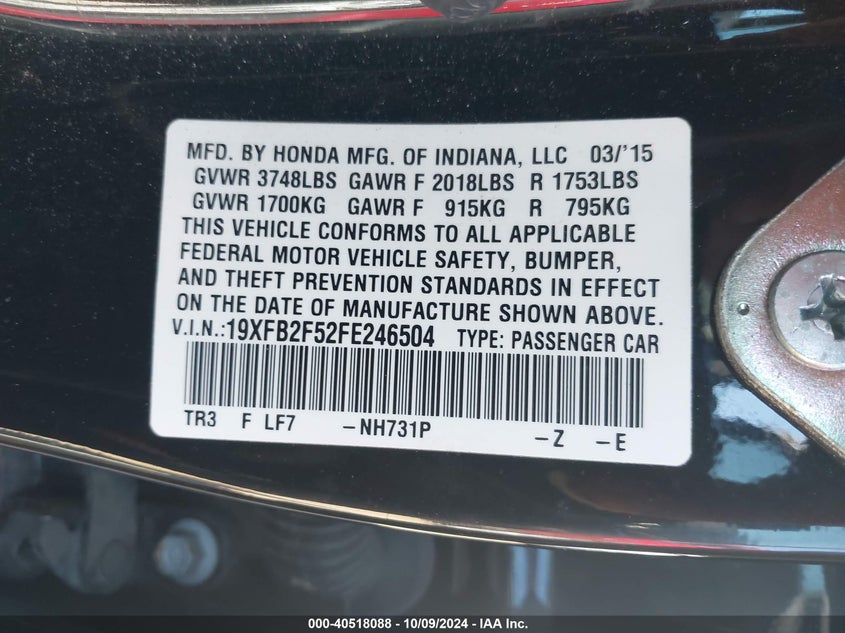 MFD. BY HONDA MFG. OF INDIANA, LLC 03/'15
GVWR 3748LBS GAWR F 2018LBS R 1753LBS
GVWR 1700KG GAWR F 915KG R 795KG
THIS VEHICLE CONFORMS TO ALL APPLICABLE
FEDERAL MOTOR VEHICLE SAFETY, BUMPER,
AND THEFT PREVENTION STANDARDS IN EFFECT
ON THE DATE OF MANUFACTURE SHOWN ABOVE.
V.I.N.:19XFB2F52FE246504 TYPE: PASSENGER CAR
TR3 F LF7 -NH731P -Z -E
000-40518088 - 10/09/2024 - IAA Inc.